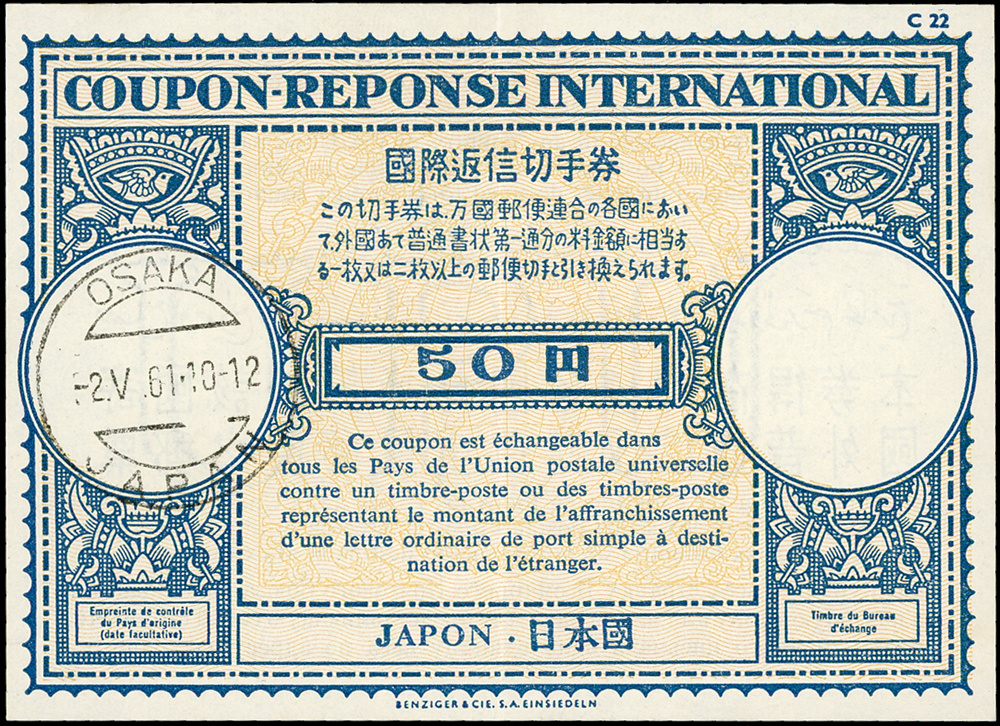 C 22
COUPON-REPONSE INTERNATIONAL
國際返信切手券
この切手券は、万國郵便連合の各國におい
て、外國あて普通書状第一通分の料金額に相当す
る一枚又は二枚以上の郵便切手と引き換えられます。
OSAKA
-2.V.61.10-12
JAPAN
50円
Ce coupon est échangeable dans
tous les Pays de l'Union postale universelle
contre un timbre-poste ou des timbres-poste
représentant le montant de l'affranchissement
d'une lettre ordinaire de port simple à desti-
nation de l'étranger.
Empreinte de contrôle
du Pays d'origine
(date facultative)
Timbre du Bureau
d'échange
JAPON · 日本國
BENZIGER & CIE. S.A. EINSIEDELN